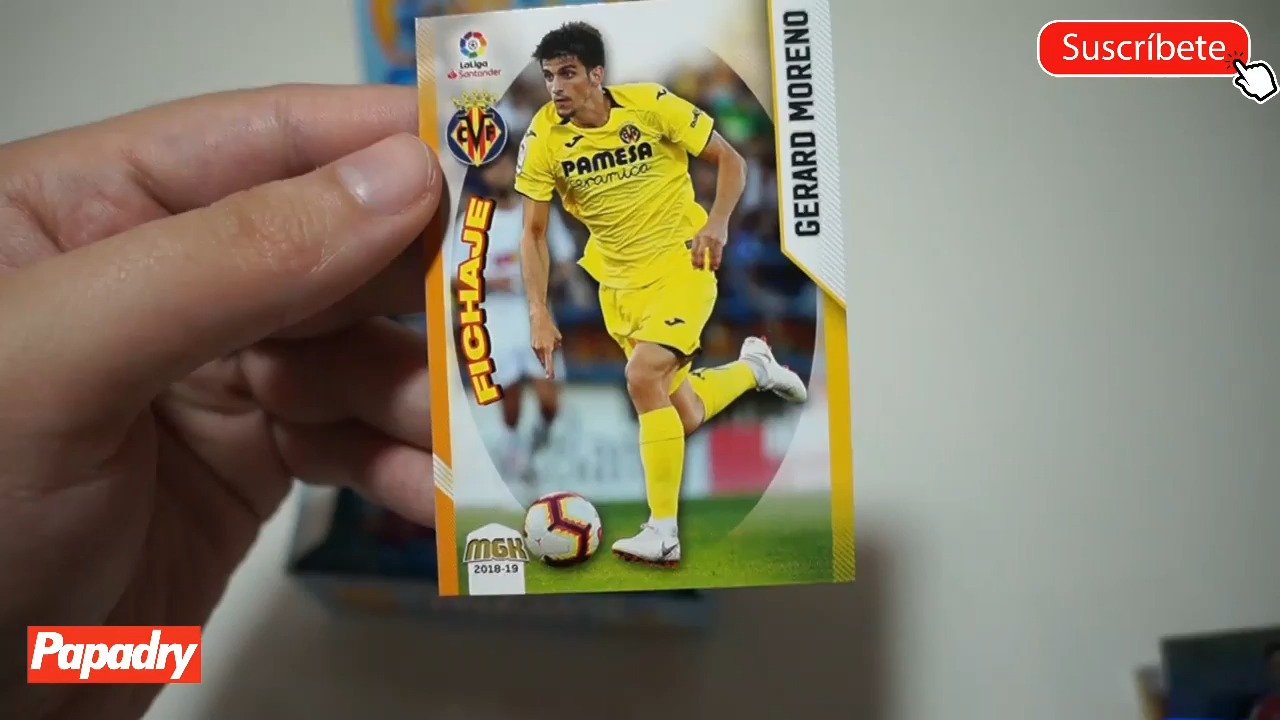 Suscríbete
LaLiga
Santander
GERARD MORENO
PAMESA
cerámica
FICHAJE
MGK
2018-19
Papadry